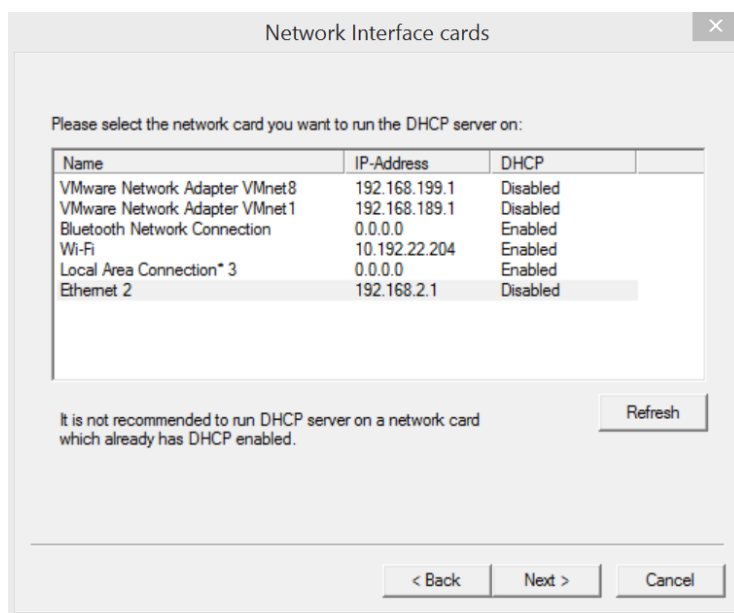 Network Interface cards
Please select the network card you want to run the DHCP server on:
Name IP-Address DHCP
VMware Network Adapter VMnet8 192.168.199.1 Disabled
VMware Network Adapter VMnet1 192.168.189.1 Disabled
Bluetooth Network Connection 0.0.0.0 Enabled
Wi-Fi 10.192.22.204 Enabled
Local Area Connection* 3 0.0.0.0 Enabled
Ethernet 2 192.168.2.1 Disabled
It is not recommended to run DHCP server on a network card
which already has DHCP enabled.
Refresh
< Back Next > Cancel